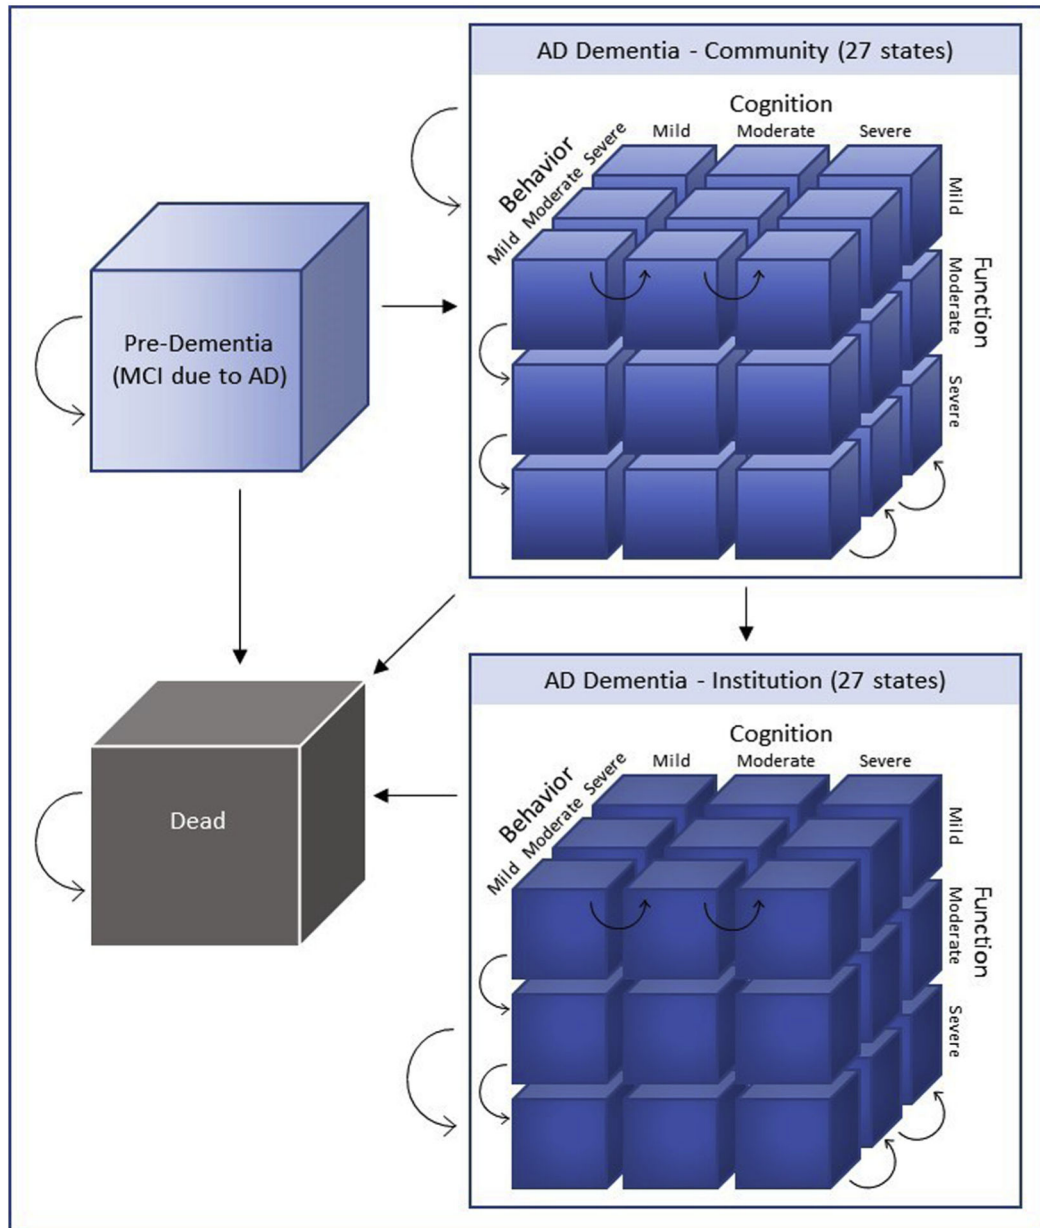 AD Dementia - Community (27 states)
Cognition
Mild Moderate Severe
Behavior
Mild Moderate Severe
Function
Mild Moderate Severe
Pre-Dementia
(MCI due to AD)
Dead
AD Dementia - Institution (27 states)
Cognition
Mild Moderate Severe
Behavior
Mild Moderate Severe
Function
Mild Moderate Severe